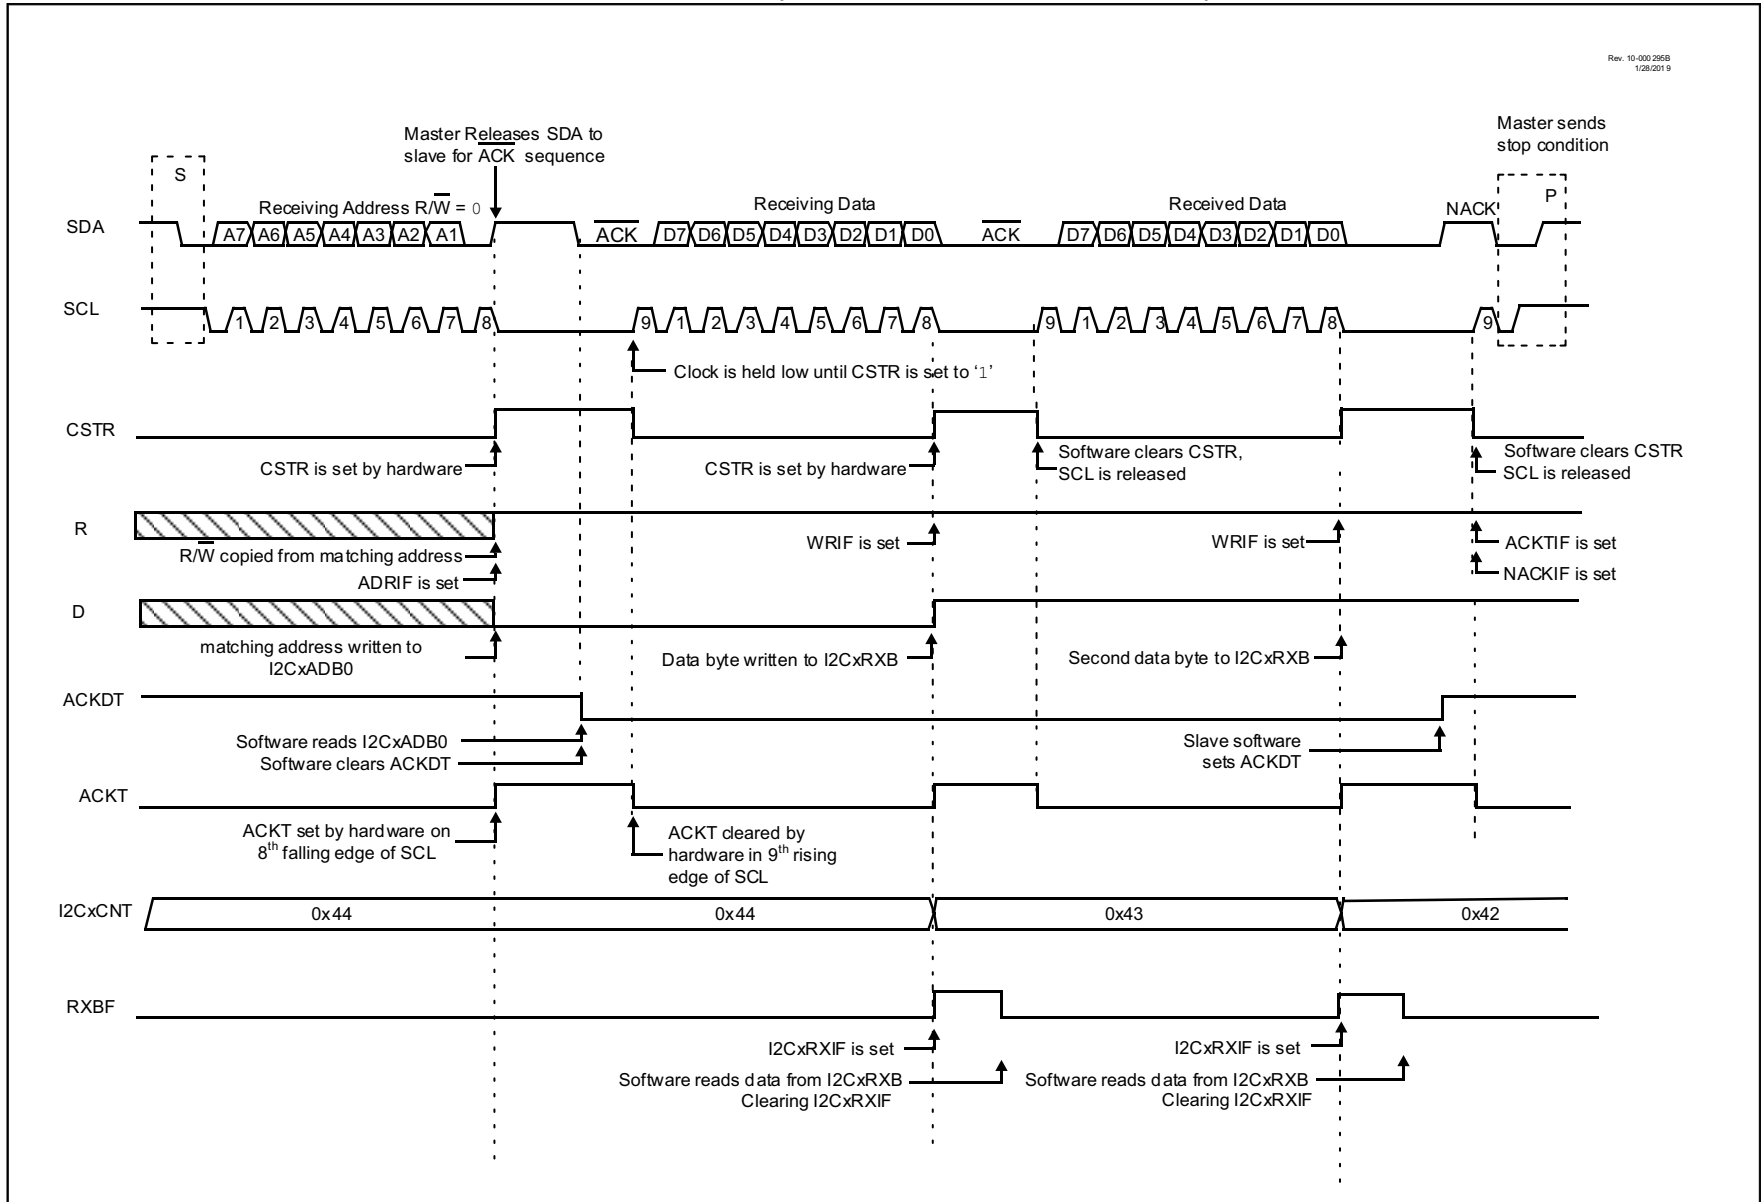 Rev. 10-000 295B
1/28/201 9
Master Releases SDA to
slave for ACK sequence
Master sends
stop condition
S
P
Receiving Address R/W = 0
Receiving Data
Received Data
NACK
SDA
A7 A6 A5 A4 A3 A2 A1
ACK
D7 D6 D5 D4 D3 D2 D1 D0
ACK
D7 D6 D5 D4 D3 D2 D1 D0
SCL
1 2 3 4 5 6 7 8 9 1 2 3 4 5 6 7 8 9 1 2 3 4 5 6 7 8 9
Clock is held low until CSTR is set to ‘1’
CSTR
CSTR is set by hardware
CSTR is set by hardware
Software clears CSTR,
SCL is released
Software clears CSTR
SCL is released
R
R/W copied from matching address
ADRIF is set
WRIF is set
WRIF is set
ACKTIF is set
NACKIF is set
D
matching address written to
I2CxADB0
Data byte written to I2CxRXB
Second data byte to I2CxRXB
ACKDT
Software reads I2CxADB0
Software clears ACKDT
Slave software
sets ACKDT
ACKT
ACKT set by hardware on
8th falling edge of SCL
ACKT cleared by
hardware in 9th rising
edge of SCL
I2CxCNT
0x44
0x44
0x43
0x42
RXBF
I2CxRXIF is set
Software reads data from I2CxRXB
Clearing I2CxRXIF
I2CxRXIF is set
Software reads data from I2CxRXB
Clearing I2CxRXIF